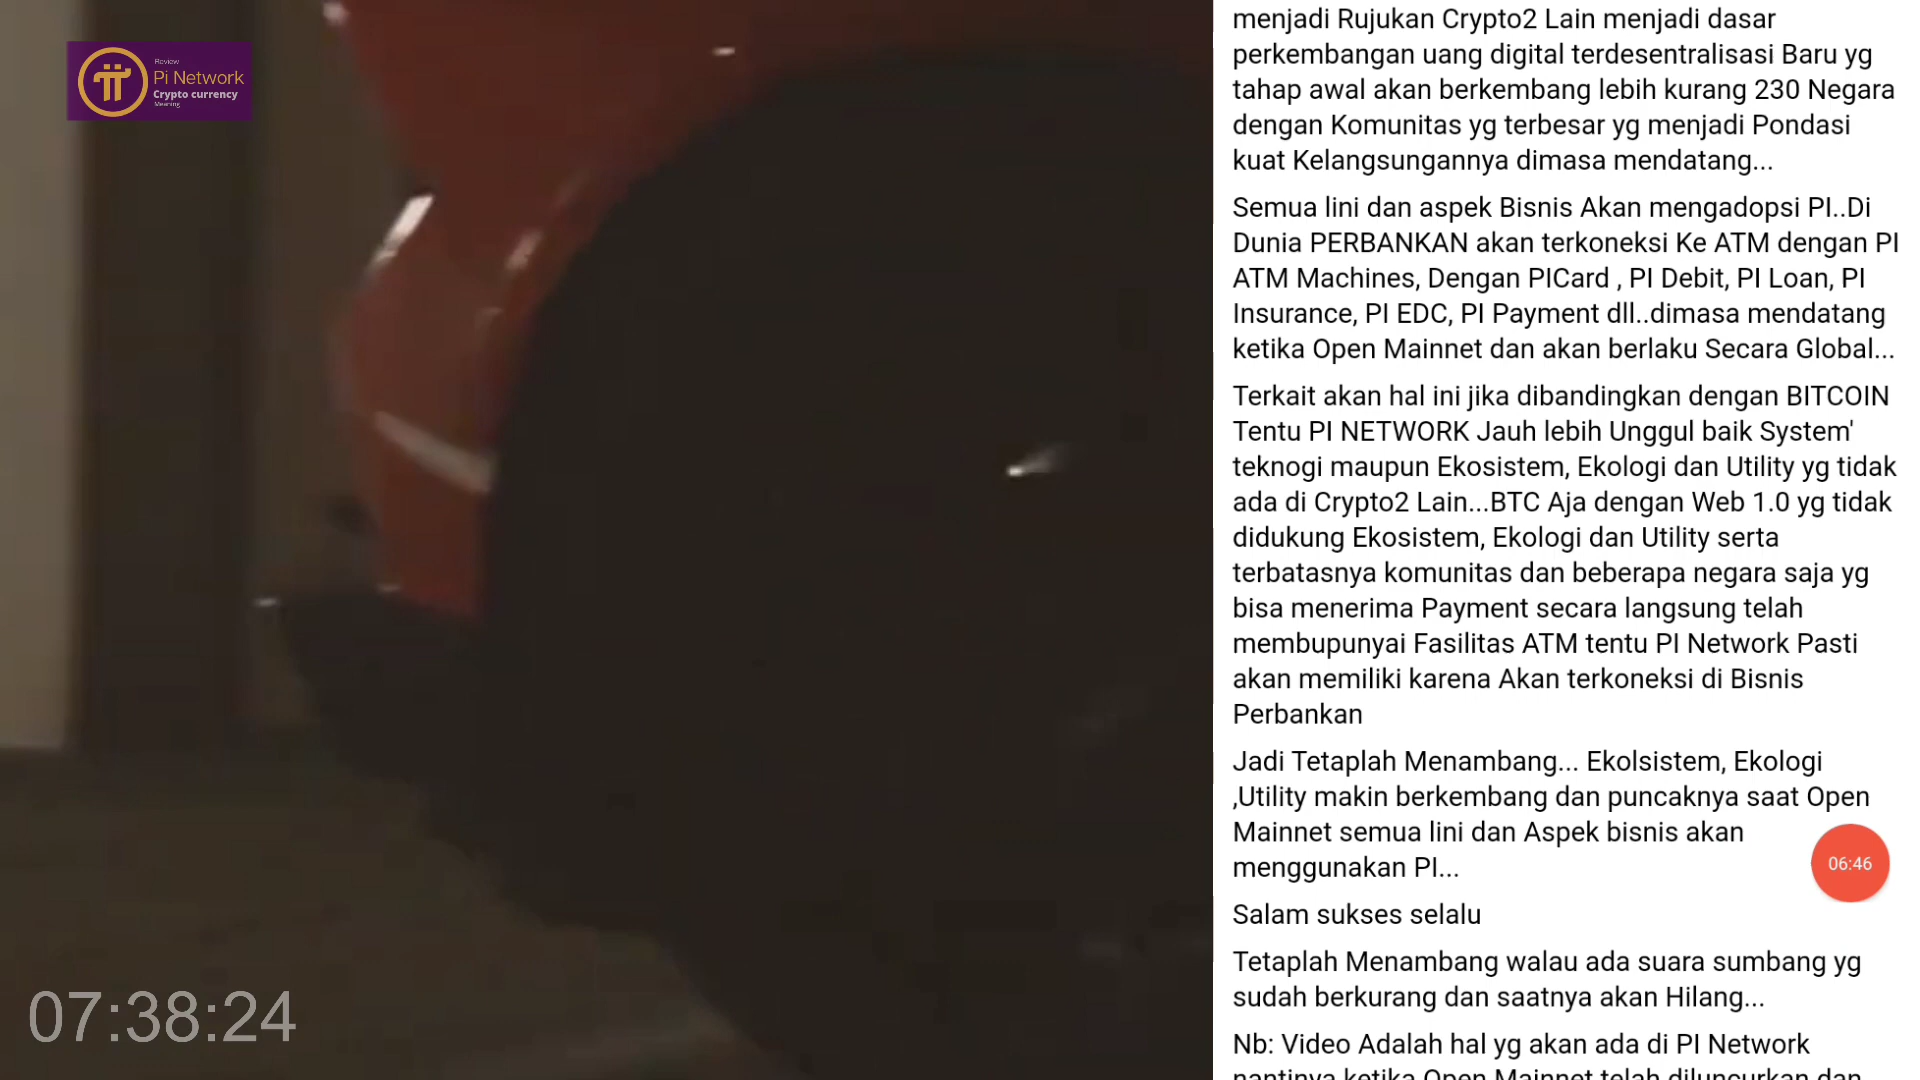 Review
Pi Network
Crypto currency
Meaning
07:38:24
menjadi Rujukan Crypto2 Lain menjadi dasar
perkembangan uang digital terdesentralisasi Baru yg
tahap awal akan berkembang lebih kurang 230 Negara
dengan Komunitas yg terbesar yg menjadi Pondasi
kuat Kelangsungannya dimasa mendatang...
Semua lini dan aspek Bisnis Akan mengadopsi PI..Di
Dunia PERBANKAN akan terkoneksi Ke ATM dengan PI
ATM Machines, Dengan PICard , PI Debit, PI Loan, PI
Insurance, PI EDC, PI Payment dll..dimasa mendatang
ketika Open Mainnet dan akan berlaku Secara Global...
Terkait akan hal ini jika dibandingkan dengan BITCOIN
Tentu PI NETWORK Jauh lebih Unggul baik System'
teknogi maupun Ekosistem, Ekologi dan Utility yg tidak
ada di Crypto2 Lain...BTC Aja dengan Web 1.0 yg tidak
didukung Ekosistem, Ekologi dan Utility serta
terbatasnya komunitas dan beberapa negara saja yg
bisa menerima Payment secara langsung telah
membupunyai Fasilitas ATM tentu PI Network Pasti
akan memiliki karena Akan terkoneksi di Bisnis
Perbankan
Jadi Tetaplah Menambang... Ekolsistem, Ekologi
,Utility makin berkembang dan puncaknya saat Open
Mainnet semua lini dan Aspek bisnis akan
menggunakan PI...
06:46
Salam sukses selalu
Tetaplah Menambang walau ada suara sumbang yg
sudah berkurang dan saatnya akan Hilang...
Nb: Video Adalah hal yg akan ada di PI Network
nantinya ketika Open Mainnet telah diluncurkan dan